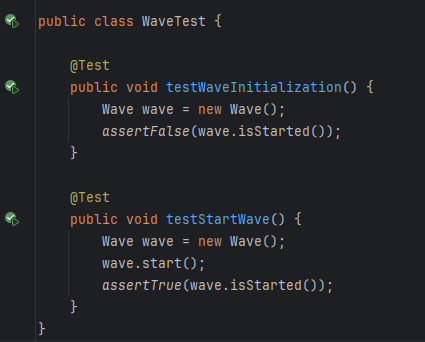 public class WaveTest {
@Test
public void testWaveInitialization() {
Wave wave = new Wave();
assertFalse(wave.isStarted());
}
@Test
public void testStartWave() {
Wave wave = new Wave();
wave.start();
assertTrue(wave.isStarted());
}
}